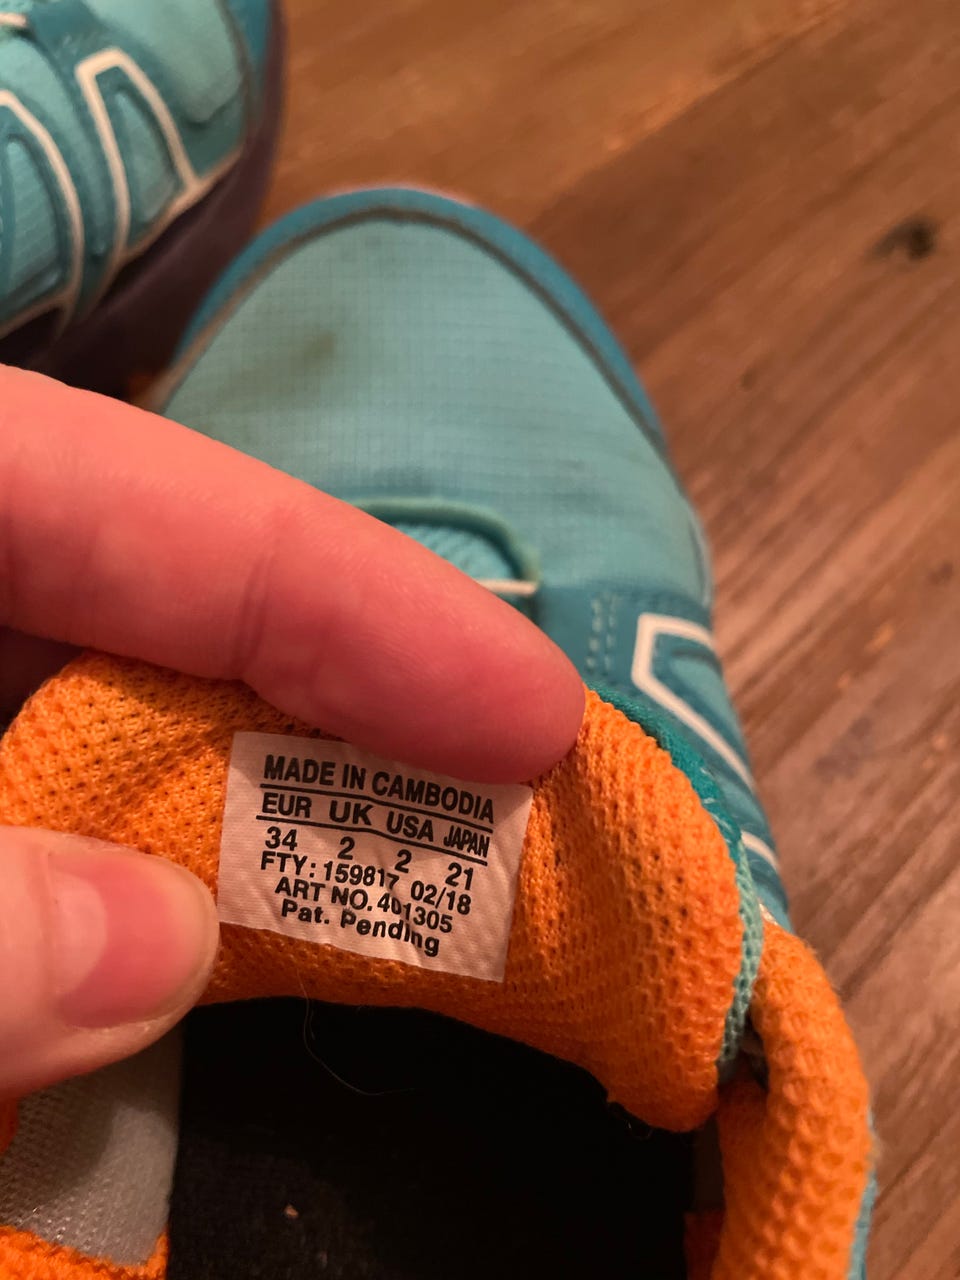 MADE IN CAMBODIA
EUR UK USA JAPAN
34 2 2 21
FTY: 159817 02/18
ART NO. 401305
Pat. Pending